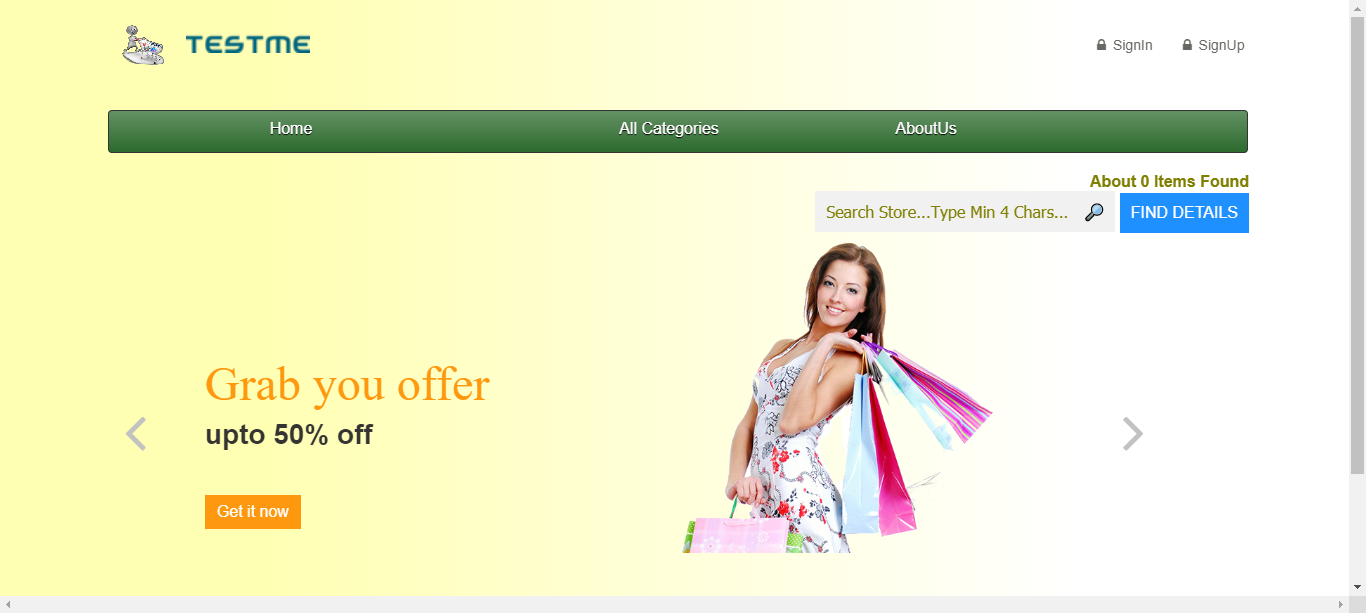 TESTME
SignIn
SignUp
Home
All Categories
AboutUs
About 0 Items Found
Search Store...Type Min 4 Chars...
FIND DETAILS
Grab you offer
upto 50% off
Get it now